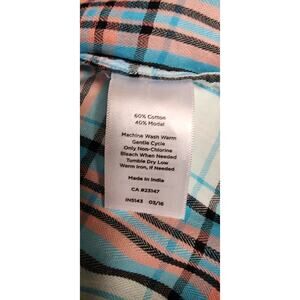 60% Cotton
40% Modal
Machine Wash Warm
Gentle Cycle
Only Non-Chlorine
Bleach When Needed
Tumble Dry Low
Warm Iron, If Needed
Made In India
CA #23147
IN5143 03/16